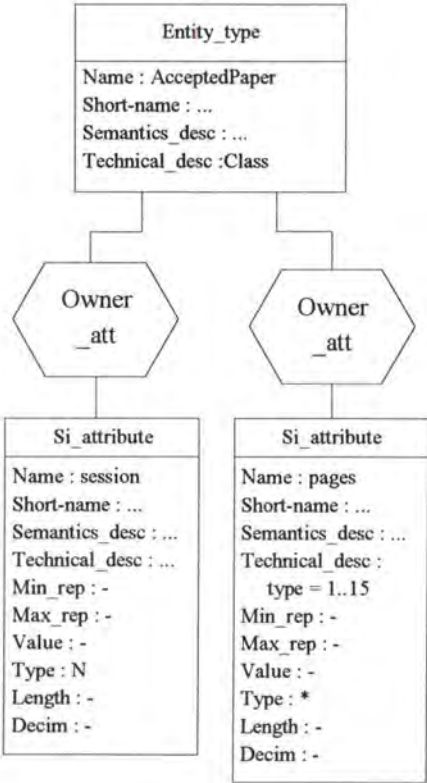 Entity_type
Name : AcceptedPaper
Short-name : ...
Semantics_desc : ...
Technical_desc :Class
Owner
_att
Owner
_att
Si_attribute
Name : session
Short-name : ...
Semantics_desc : ...
Technical_desc : ...
Min_rep : -
Max_rep : -
Value : -
Type : N
Length : -
Decim : -
Si_attribute
Name : pages
Short-name : ...
Semantics_desc : ...
Technical_desc :
type = 1..15
Min_rep : -
Max_rep : -
Value : -
Type : *
Length : -
Decim : -